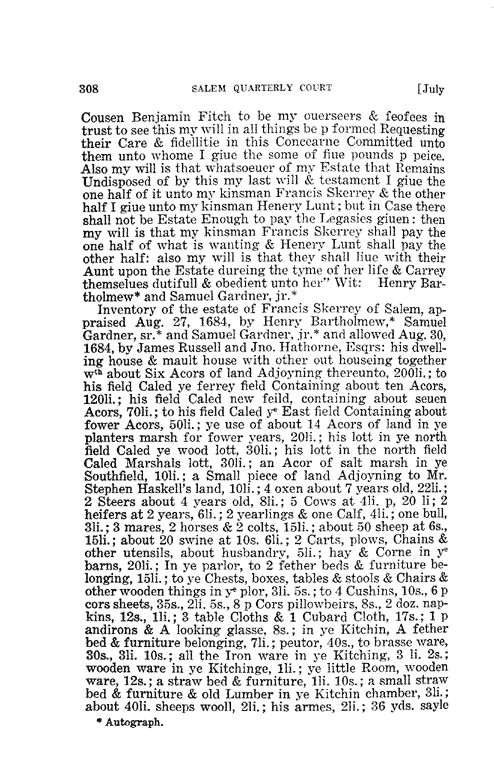 308 SALEM QUARTERLY COURT [July
Cousen Benjamin Fitch to be my ouerseers & feofees in
trust to see this my will in all things be p formed Requesting
their Care & fidellitie in this Conccarne Committed unto
them unto whome I giue the some of fiue pounds p peice.
Also my will is that whatsoeuer of my Estate that Remains
Undisposed of by this my last will & testament I giue the
one half of it unto my kinsman Francis Skerrey & the other
half I giue unto my kinsman Henery Lunt; but in Case there
shall not be Estate Enough to pay the Legasies giuen: then
my will is that my kinsman Francis Skerrey shall pay the
one half of what is wanting & Henery Lunt shall pay the
other half: also my will is that they shall liue with their
Aunt upon the Estate dureing the tyme of her life & Carrey
themselues dutifull & obedient unto her" Wit: Henery Bar-
tholmew* and Samuel Gardner, jr.*
Inventory of the estate of Francis Skerrey of Salem, ap-
praised Aug. 27, 1684, by Henry Bartholmew,* Samuel
Gardner, sr.* and Samuel Gardner, jr.* and allowed Aug. 30,
1684, by James Russell and Jno. Hathorne, Esqrs: his dwell-
ing house & mault house with other out houseing together
wth about Six Acors of land Adjoyning thereunto, 200li.; to
his field Caled ye ferrey field Containing about ten Acors,
120li.; his field Caled new feild, containing about seuen
Acors, 70li.; to his field Caled ye East field Containing about
fower Acors, 50li.; ye use of about 14 Acors of land in ye
planters marsh for fower years, 20li.; his lott in ye north
field Caled ye wood lott, 30li.; his lott in the north field
Caled Marshals lott, 30li.; an Acor of salt marsh in ye
Southfield, 10li.; a Small piece of land Adjoyning to Mr.
Stephen Haskell's land, 10li.; 4 oxen about 7 years old, 22li.;
2 Steers about 4 years old, 8li.; 5 Cows at 4li. p, 20 li; 2
heifers at 2 years, 6li.; 2 yearlings & one Calf, 4li.; one bull,
3li.; 3 mares, 2 horses & 2 colts, 15li.; about 50 sheep at 6s.,
15li.; about 20 swine at 10s. 6li.; 2 Carts, plows, Chains &
other utensils, about husbandry, 5li.; hay & Corne in ye
barns, 20li.; In ye parlor, to 2 fether beds & furniture be-
longing, 15li.; to ye Chests, boxes, tables & stools & Chairs &
other wooden things in ye plor, 3li. 5s.; to 4 Cushins, 10s., 6 p
cors sheets, 35s., 2li. 5s., 8 p Cors pillowbeirs, 8s., 2 doz. nap-
kins, 12s., 1li.; 3 table Cloths & 1 Cubard Cloth, 17s.; 1 p
andirons & A looking glasse, 8s.; in ye Kitchin, A fether
bed & furniture belonging, 7li.; peutor, 40s., to brasse ware,
30s., 3li. 10s.; all the Iron ware in ye Kitching, 3 li. 2s.;
wooden ware in ye Kitchinge, 1li.; ye little Room, wooden
ware, 12s.; a straw bed & furniture, 1li. 10s.; a small straw
bed & furniture & old Lumber in ye Kitchin chamber, 3li.;
about 40li. sheeps wooll, 2li.; his armes, 2li.; 36 yds. sayle
* Autograph.